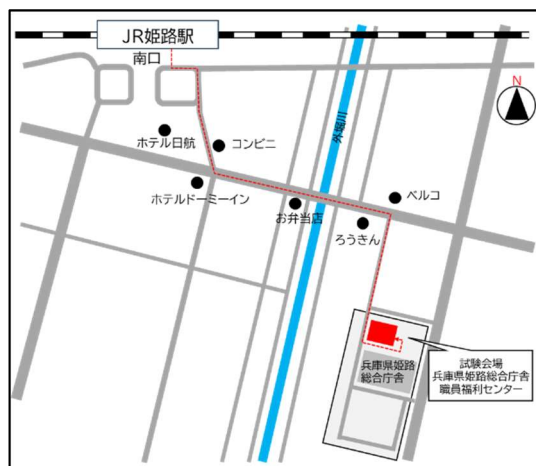 JR姫路駅
南口
N
外堀川
ホテル日航
コンビニ
ホテルドーミーイン
お弁当店
ベルコ
ろうきん
兵庫県姫路
総合庁舎
試験会場
兵庫県姫路総合庁舎
職員福利センター